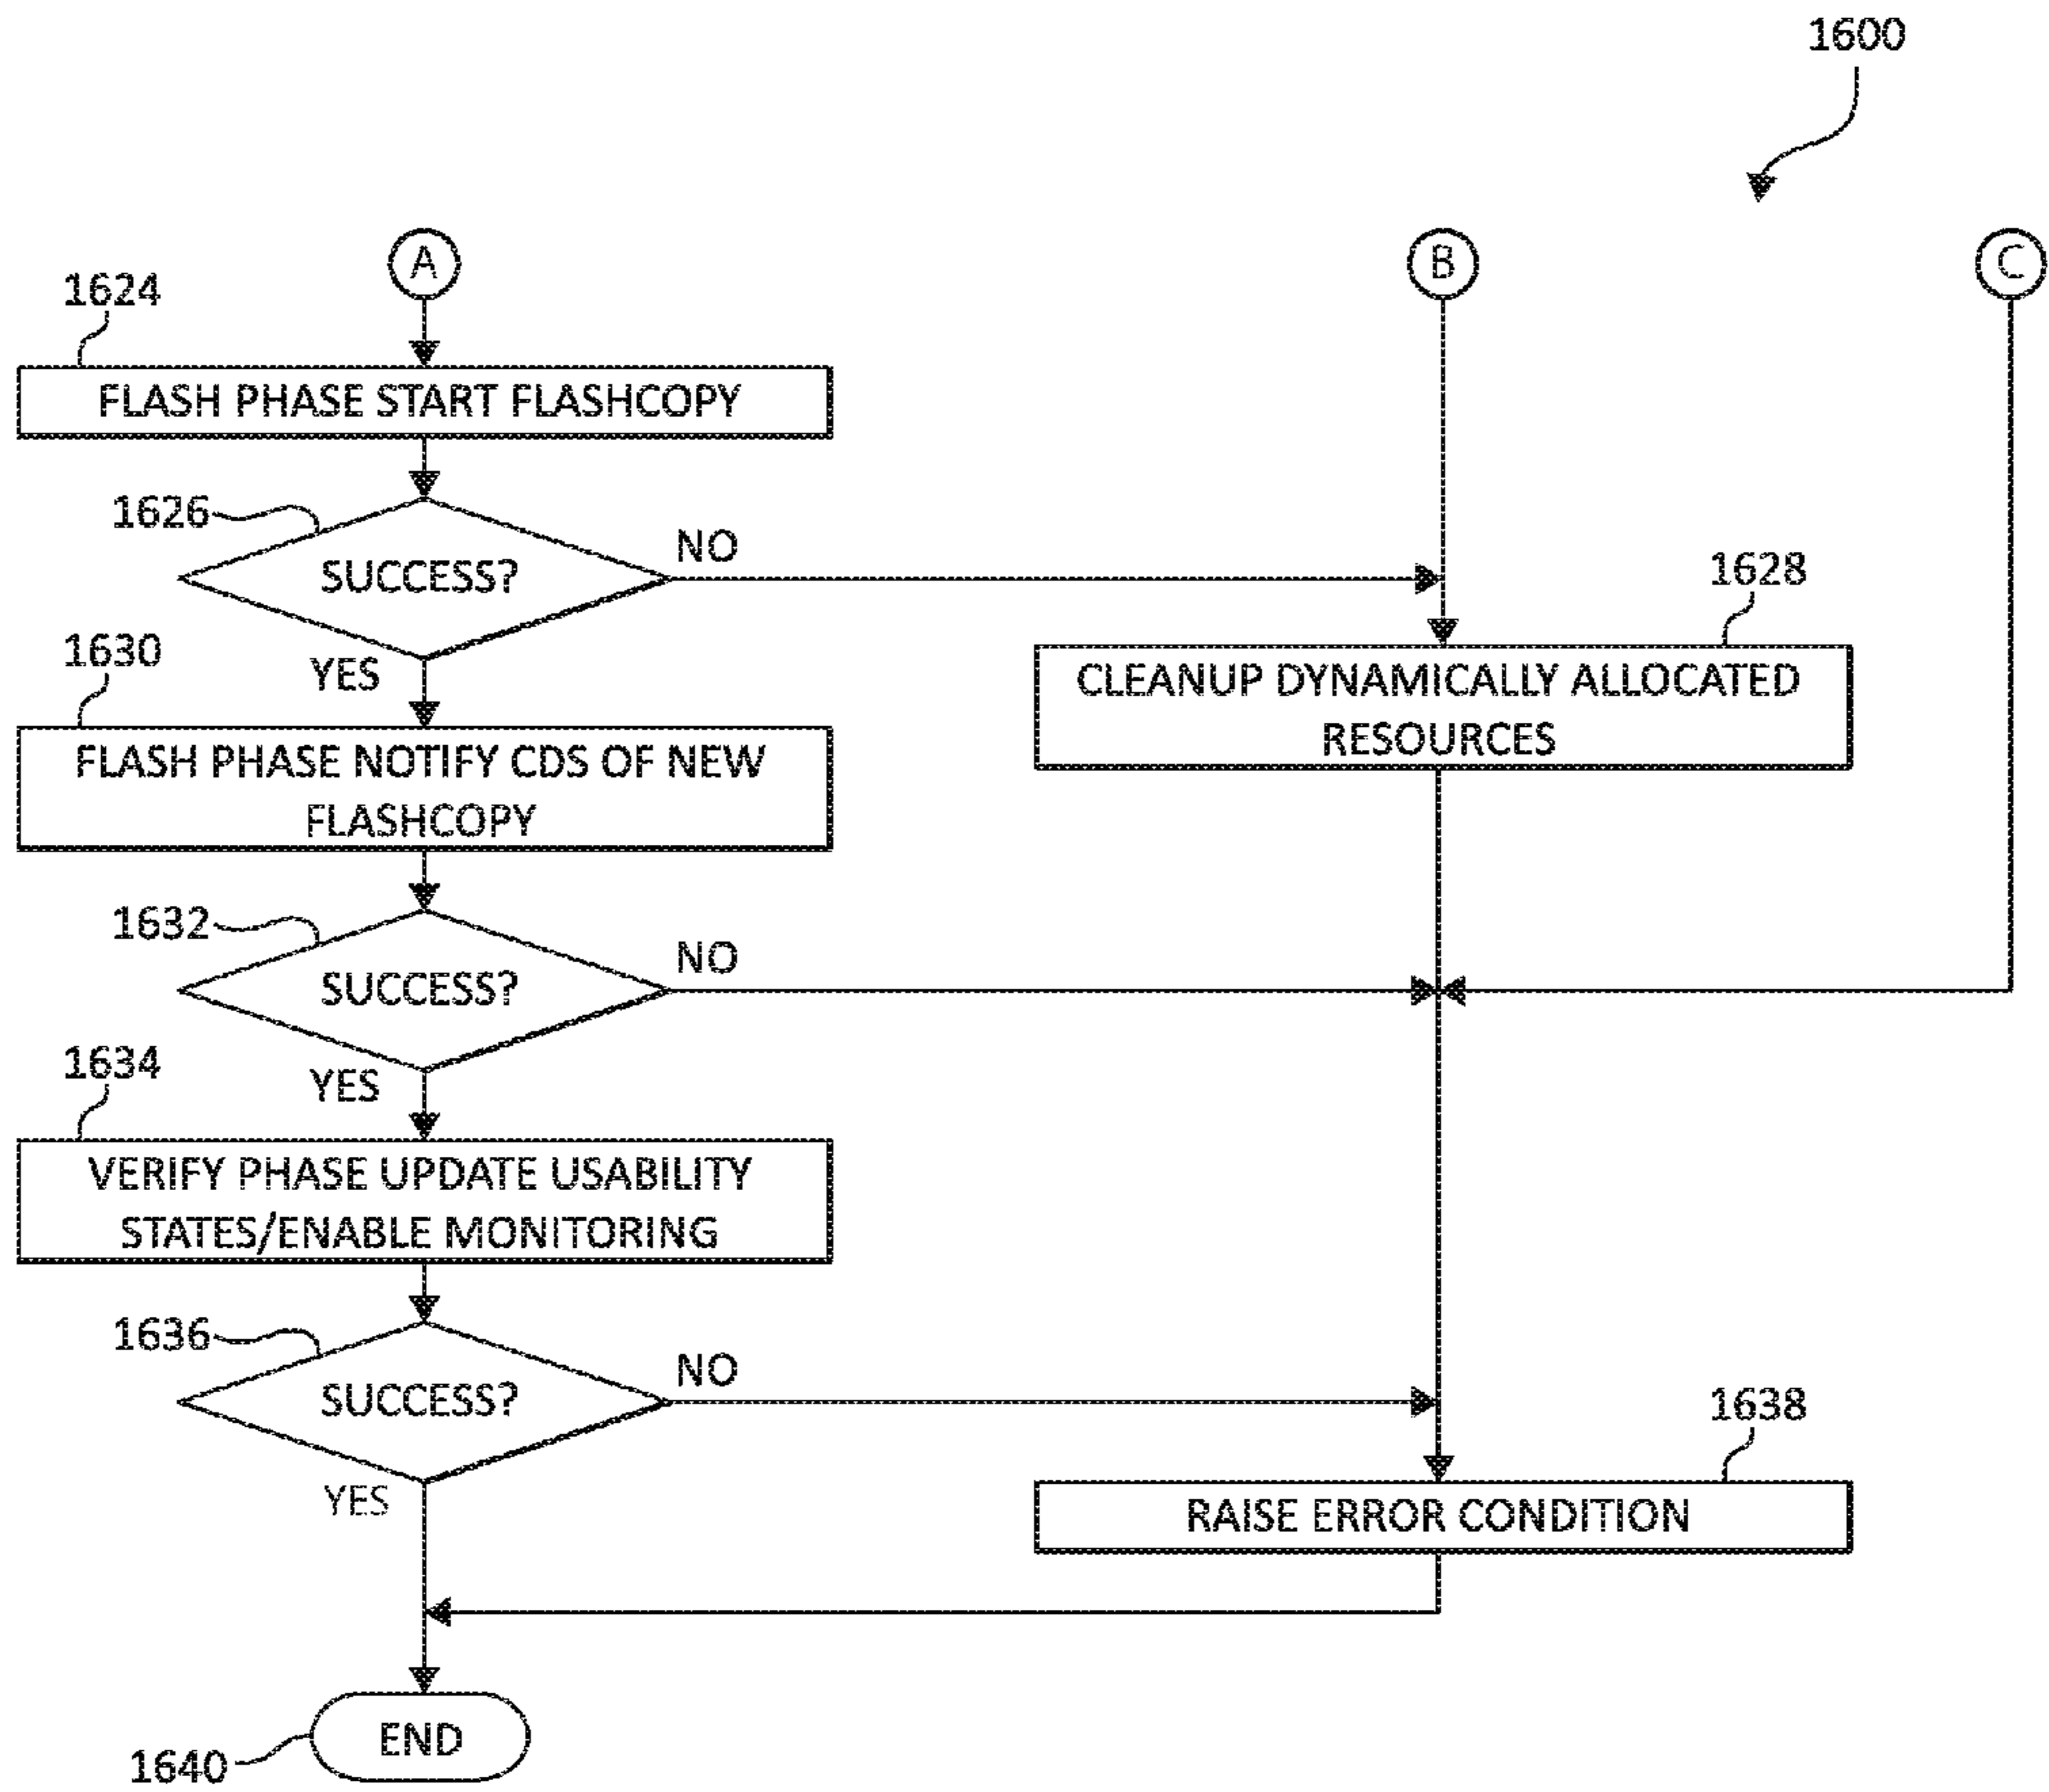 1600
A
B
C
1624
FLASH PHASE START FLASHCOPY
1626
SUCCESS?
NO
YES
1628
CLEANUP DYNAMICALLY ALLOCATED
RESOURCES
1630
FLASH PHASE NOTIFY CDS OF NEW
FLASHCOPY
1632
SUCCESS?
NO
YES
1634
VERIFY PHASE UPDATE USABILITY
STATES/ENABLE MONITORING
1636
SUCCESS?
NO
YES
1638
RAISE ERROR CONDITION
END
1640